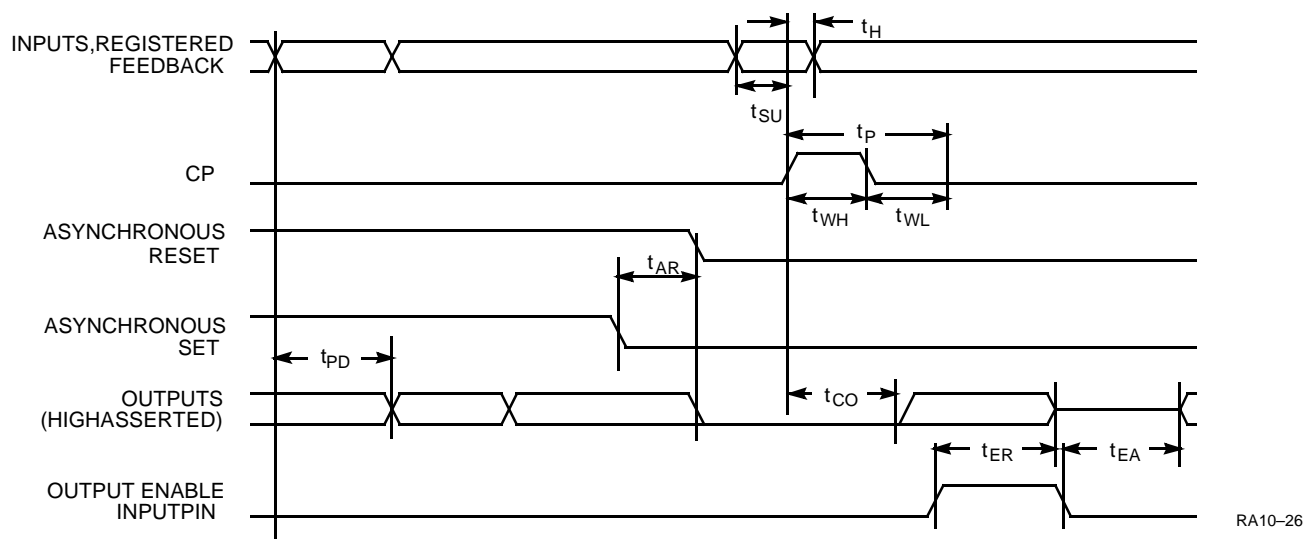 INPUTS,REGISTERED
FEEDBACK
tH
tSU
tP
CP
tWH
tWL
ASYNCHRONOUS
RESET
tAR
ASYNCHRONOUS
SET
tPD
OUTPUTS
(HIGHASSERTED)
tCO
tER
tEA
OUTPUT ENABLE
INPUTPIN
RA10–26